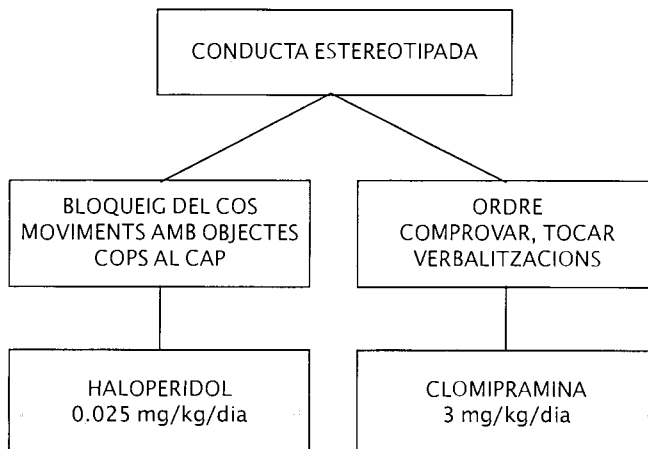 CONDUCTA ESTEREOTIPADA
BLOQUEIG DEL COS
MOVIMENTS AMB OBJECTES
COPS AL CAP
ORDRE
COMPROVAR, TOCAR
VERBALITZACIONS
HALOPERIDOL
0.025 mg/kg/dia
CLOMIPRAMINA
3 mg/kg/dia